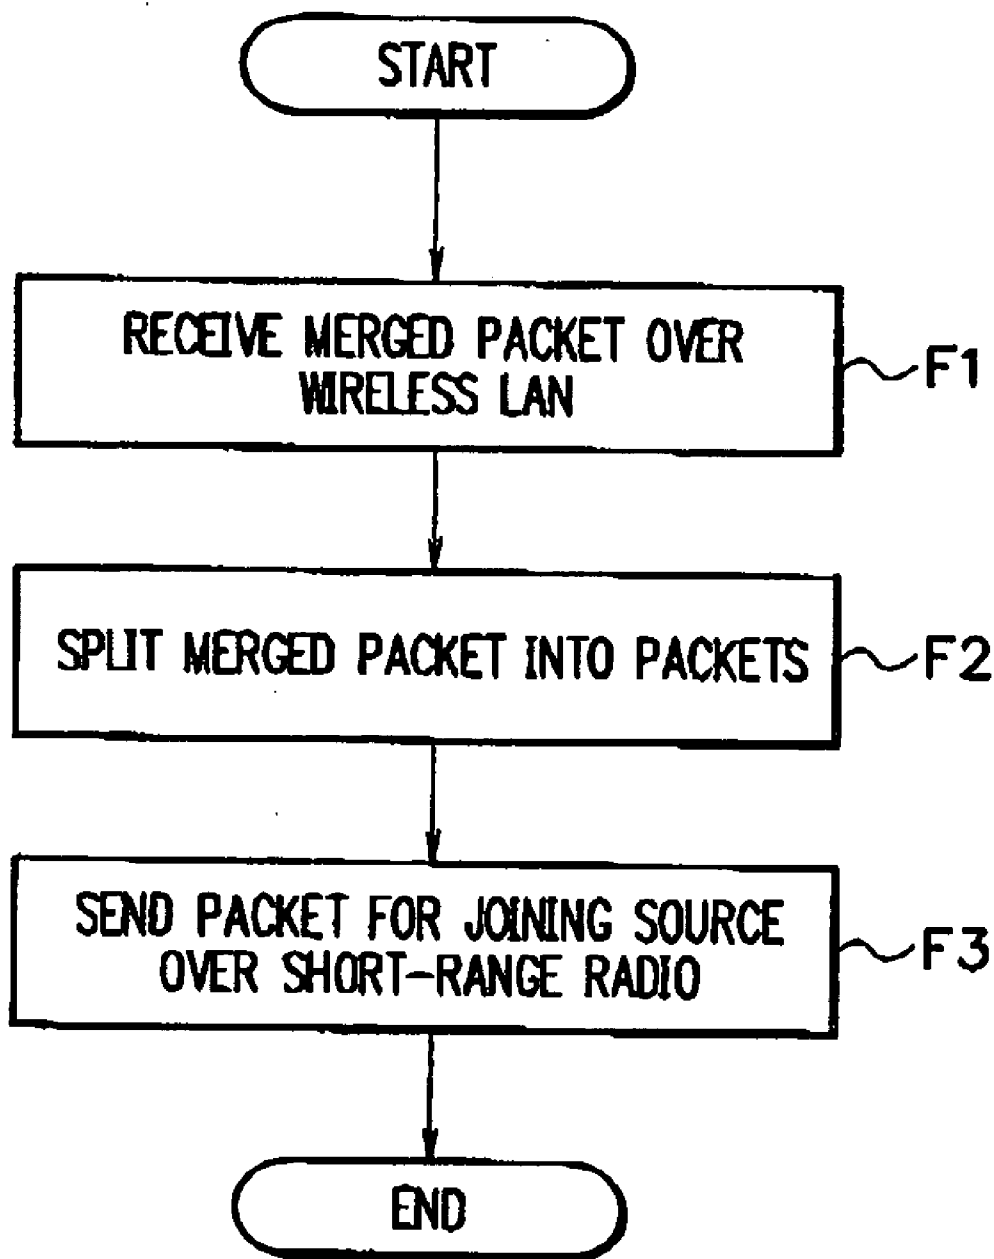 START
RECEIVE MERGED PACKET OVER
WIRELESS LAN
F1
SPLIT MERGED PACKET INTO PACKETS
F2
SEND PACKET FOR JOINING SOURCE
OVER SHORT-RANGE RADIO
F3
END